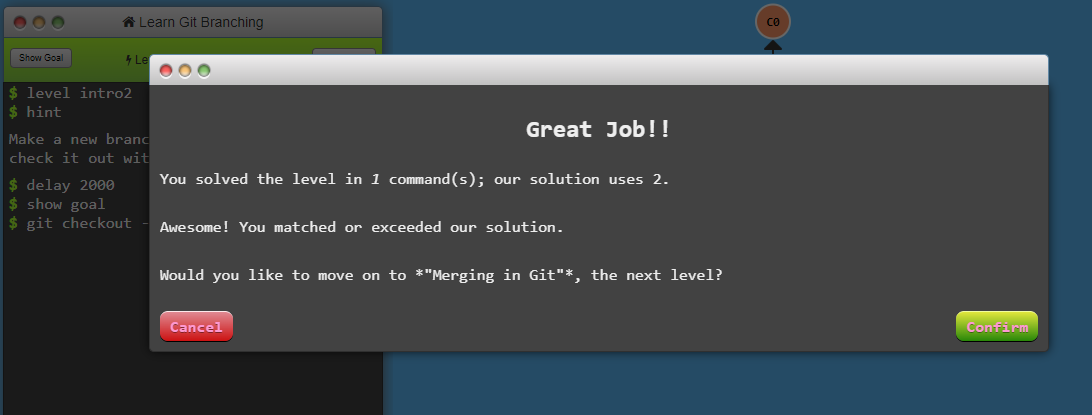 Learn Git Branching
C0
Show Goal
Le
$ level intro2
$ hint
Make a new branc
check it out wit
$ delay 2000
$ show goal
$ git checkout -
Great Job!!
You solved the level in 1 command(s); our solution uses 2.
Awesome! You matched or exceeded our solution.
Would you like to move on to *"Merging in Git"*, the next level?
Cancel
Confirm